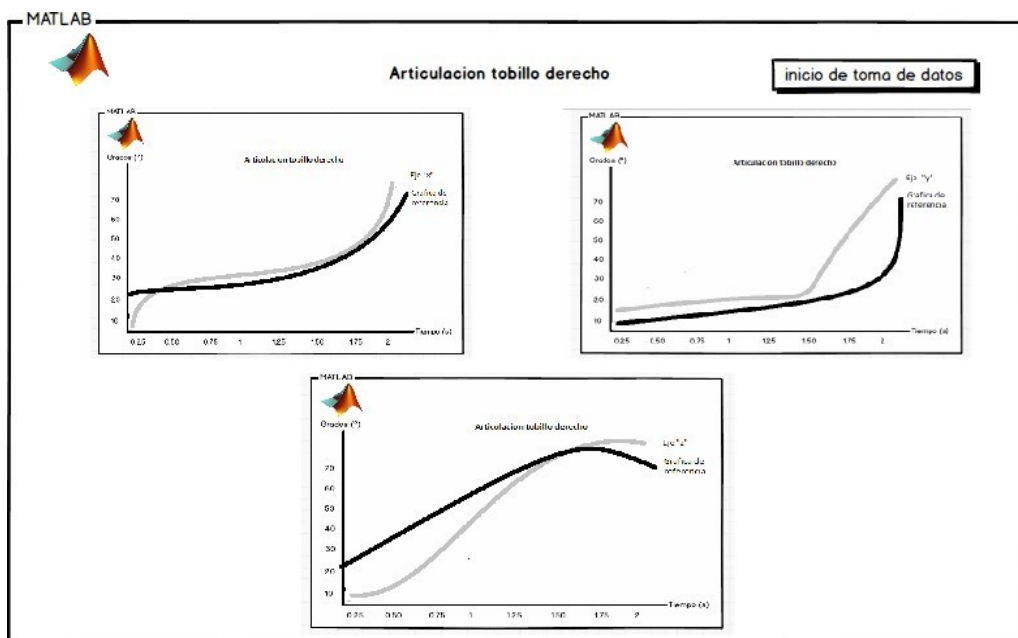 MATLAB
Articulacion tobillo derecho
inicio de toma de datos
MATLAB
Grados (°)
Articulacion tobillo derecho
Eje "x"
Grafica de
referencia
70
60
50
40
30
20
10
Tiempo (s)
0.25 0.50 0.75 1 1.25 1.50 1.75 2
MATLAB
Grados (°)
Articulacion tobillo derecho
Eje "y"
Grafica de
referencia
70
60
50
40
30
20
10
Tiempo (s)
0.25 0.50 0.75 1 1.25 1.50 1.75 2
MATLAB
Grados (°)
Articulacion tobillo derecho
Eje "z"
Grafica de
referencia
70
60
50
40
30
20
10
Tiempo (s)
0.25 0.50 0.75 1 1.25 1.50 1.75 2